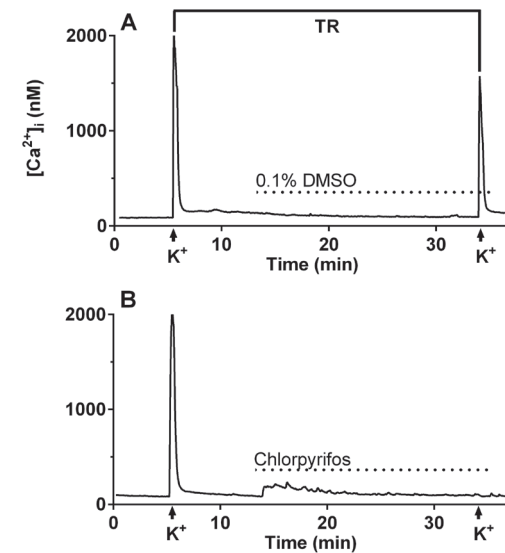 A
TR
2000
1000
0
[Ca²⁺]ᵢ (nM)
0.1% DMSO
0 10 20 30
K⁺ K⁺
Time (min)
B
2000
1000
0
Chlorpyrifos
0 10 20 30
K⁺ K⁺
Time (min)